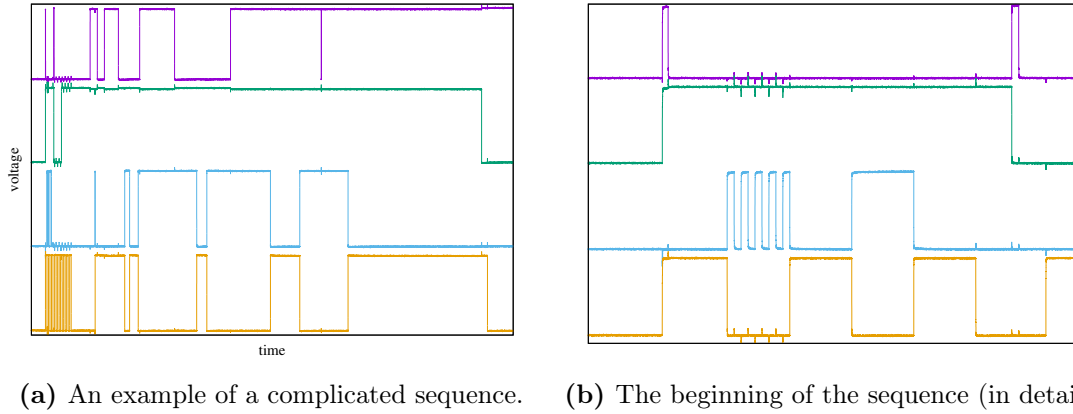 voltage
time
(a) An example of a complicated sequence.
(b) The beginning of the sequence (in detai